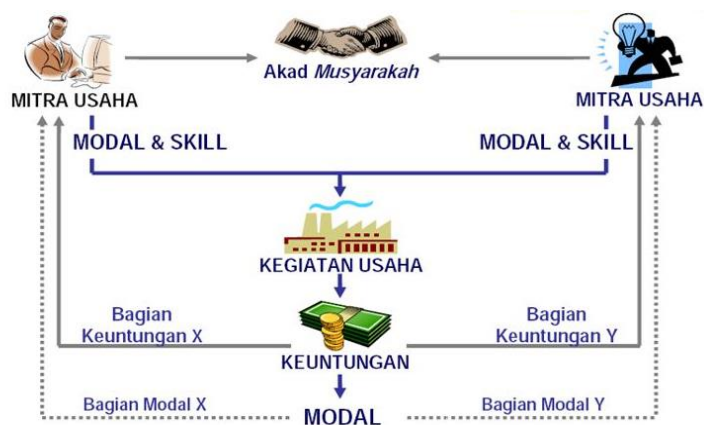 Akad Musyarakah
MITRA USAHA
MITRA USAHA
MODAL & SKILL
MODAL & SKILL
KEGIATAN USAHA
Bagian
Keuntungan X
Bagian
Keuntungan Y
KEUNTUNGAN
Bagian Modal X
MODAL
Bagian Modal Y